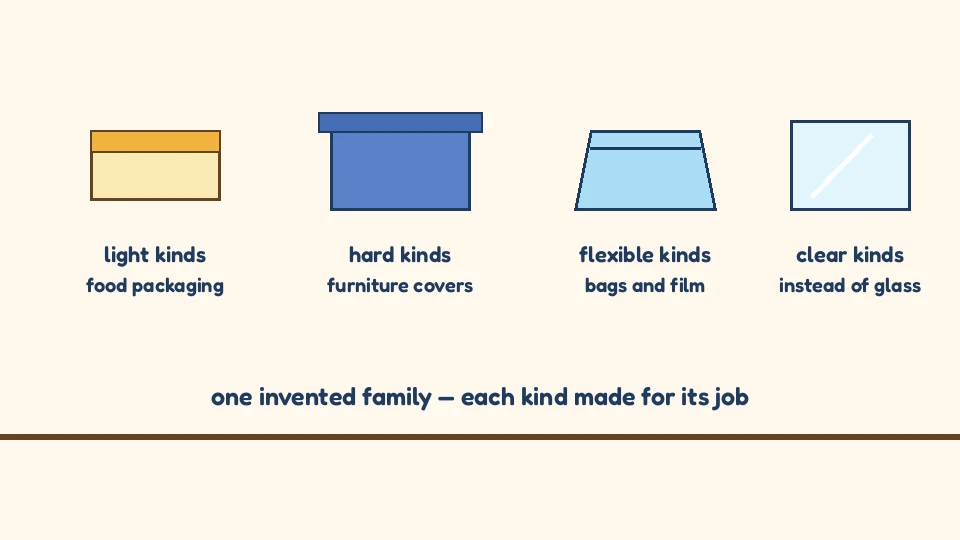 light kinds
food packaging
hard kinds
furniture covers
flexible kinds
bags and film
clear kinds
instead of glass
one invented family — each kind made for its job